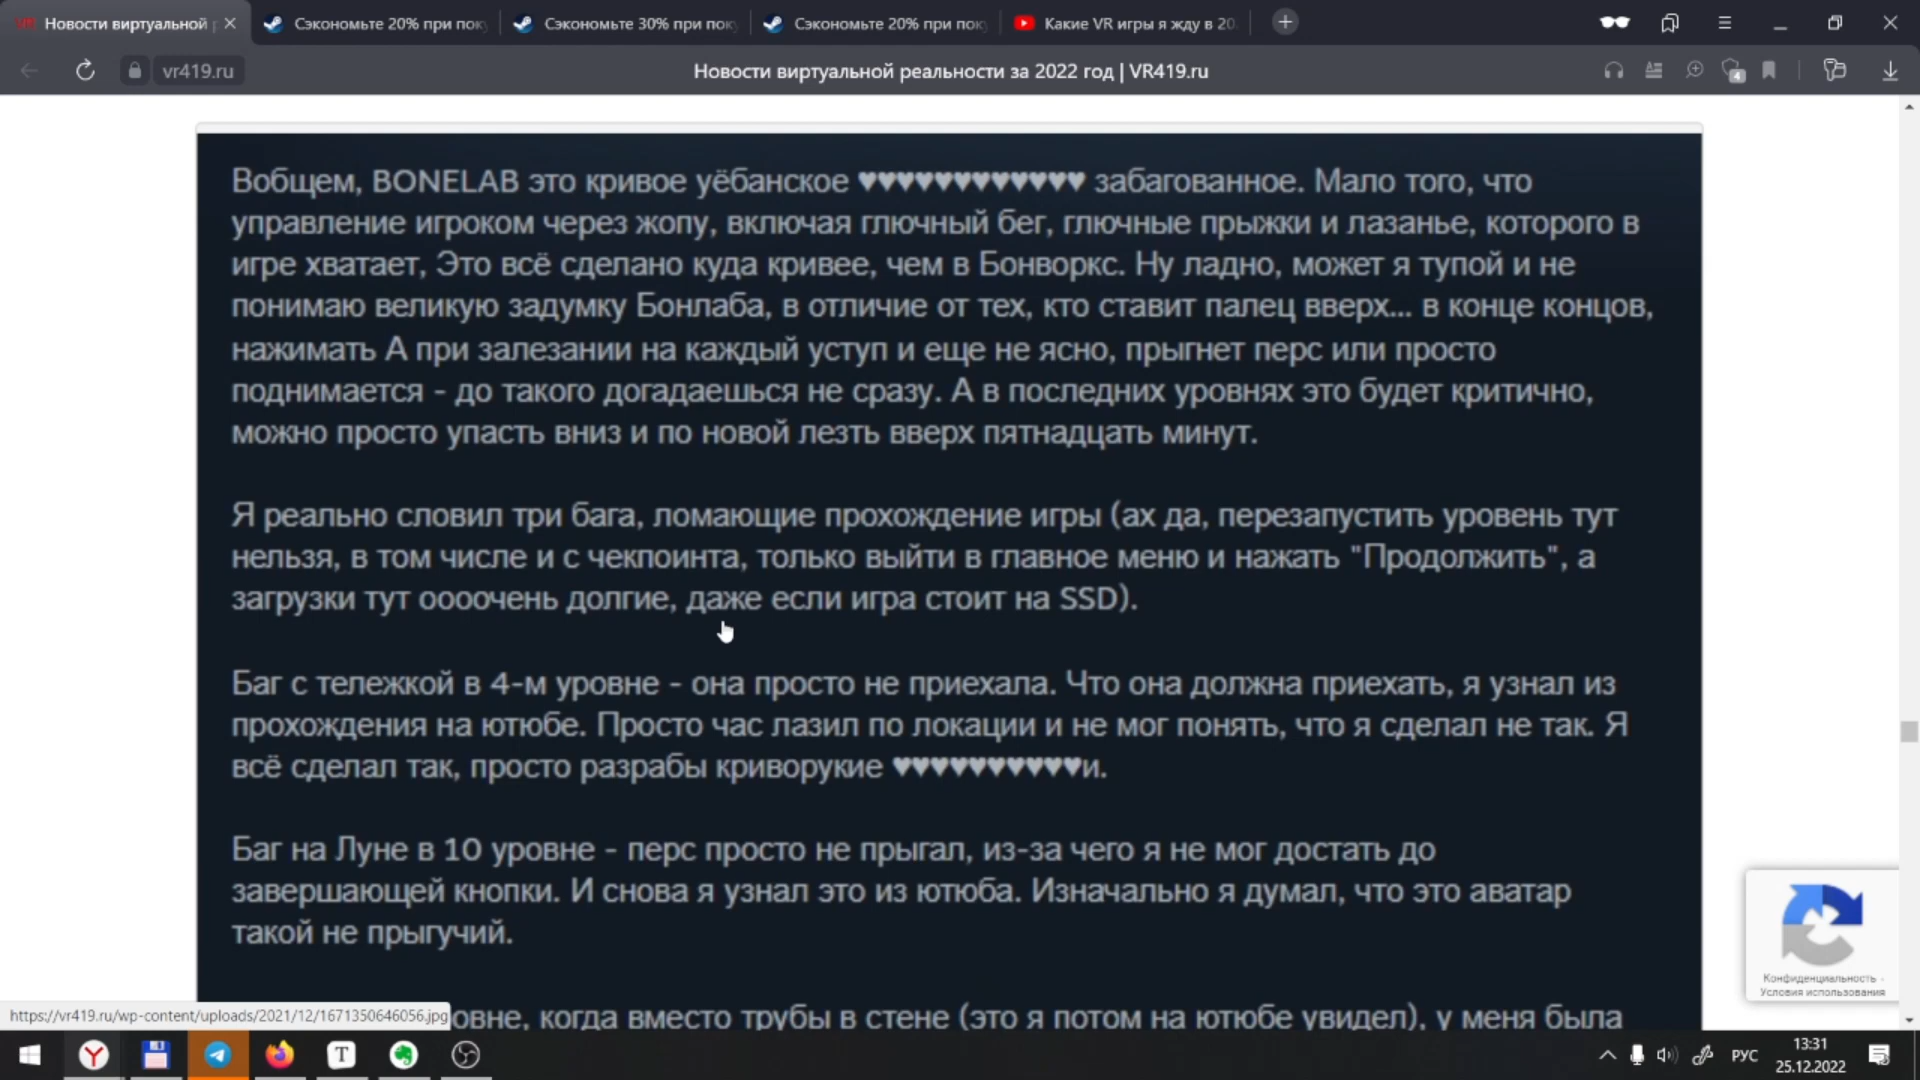 Новости виртуальной р
Сэкономьте 20% при пок
Сэкономьте 30% при пок
Сэкономьте 20% при пок
Какие VR игры я жду в 20
vr419.ru
Новости виртуальной реальности за 2022 год | VR419.ru
4
Вобщем, BONELAB это кривое уёбанское ♥♥♥♥♥♥♥♥♥♥♥♥ забагованное. Мало того, что
управление игроком через жопу, включая глючный бег, глючные прыжки и лазанье, которого в
игре хватает, Это всё сделано куда кривее, чем в Бонворкс. Ну ладно, может я тупой и не
понимаю великую задумку Бонлаба, в отличие от тех, кто ставит палец вверх... в конце концов,
нажимать А при залезании на каждый уступ и еще не ясно, прыгнет перс или просто
поднимается - до такого догадаешься не сразу. А в последних уровнях это будет критично,
можно просто упасть вниз и по новой лезть вверх пятнадцать минут.
Я реально словил три бага, ломающие прохождение игры (ах да, перезапустить уровень тут
нельзя, в том числе и с чекпоинта, только выйти в главное меню и нажать "Продолжить", а
загрузки тут оооочень долгие, даже если игра стоит на SSD).
Баг с тележкой в 4-м уровне - она просто не приехала. Что она должна приехать, я узнал из
прохождения на ютюбе. Просто час лазил по локации и не мог понять, что я сделал не так. Я
всё сделал так, просто разрабы криворукие ♥♥♥♥♥♥♥♥♥♥и.
Баг на Луне в 10 уровне - перс просто не прыгал, из-за чего я не мог достать до
завершающей кнопки. И снова я узнал это из ютюба. Изначально я думал, что это аватар
такой не прыгучий.
овне, когда вместо трубы в стене (это я потом на ютюбе увидел), у меня была
Конфиденциальность -
Условия использования
https://vr419.ru/wp-content/uploads/2021/12/1671350646056.jpg
РУС
13:31
25.12.2022